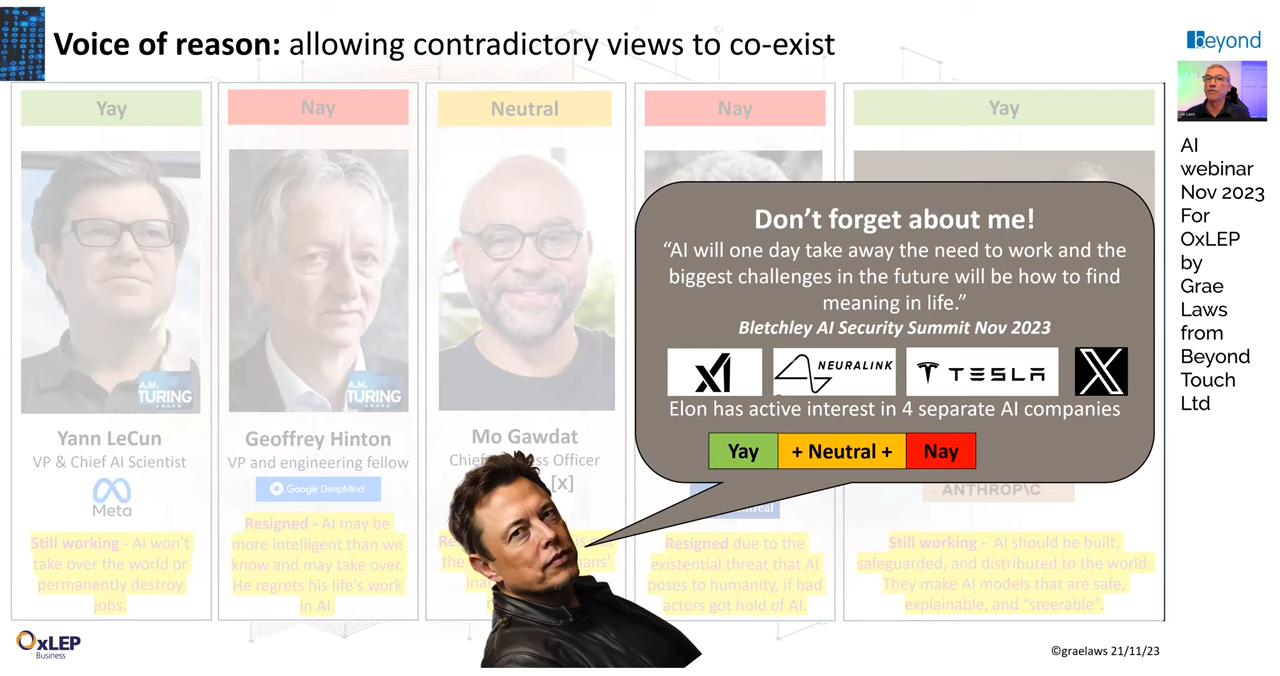 Voice of reason: allowing contradictory views to co-exist
Beyond
Yay
Nay
Neutral
Nay
Yay
A.M.
TURING
AWARD
A.M.
TURING
AWARD
Yann LeCun
VP & Chief AI Scientist
Meta
Still working - AI won't
take over the world or
permanently destroy
jobs.
Geoffrey Hinton
VP and engineering fellow
Google DeepMind
Resigned - AI may be
more intelligent than we
know and may take over.
He regrets his life's work
in AI.
Mo Gawdat
Officer
[x]
Resigned due to the
existential threat that AI
poses to humanity, if bad
actors got hold of AI.
ANTHROP\C
Still working - AI should be built,
safeguarded, and distributed to the world.
They make AI models that are safe,
explainable, and “steerable”.
Don’t forget about me!
“AI will one day take away the need to work and the
biggest challenges in the future will be how to find
meaning in life.”
Bletchley AI Security Summit Nov 2023
xI NEURALINK TESLA X
Elon has active interest in 4 separate AI companies
Yay + Neutral + Nay
AI
webinar
Nov 2023
For
OxLEP
by
Grae
Laws
from
Beyond
Touch
Ltd
OxLEP
Business
©graelaws 21/11/23